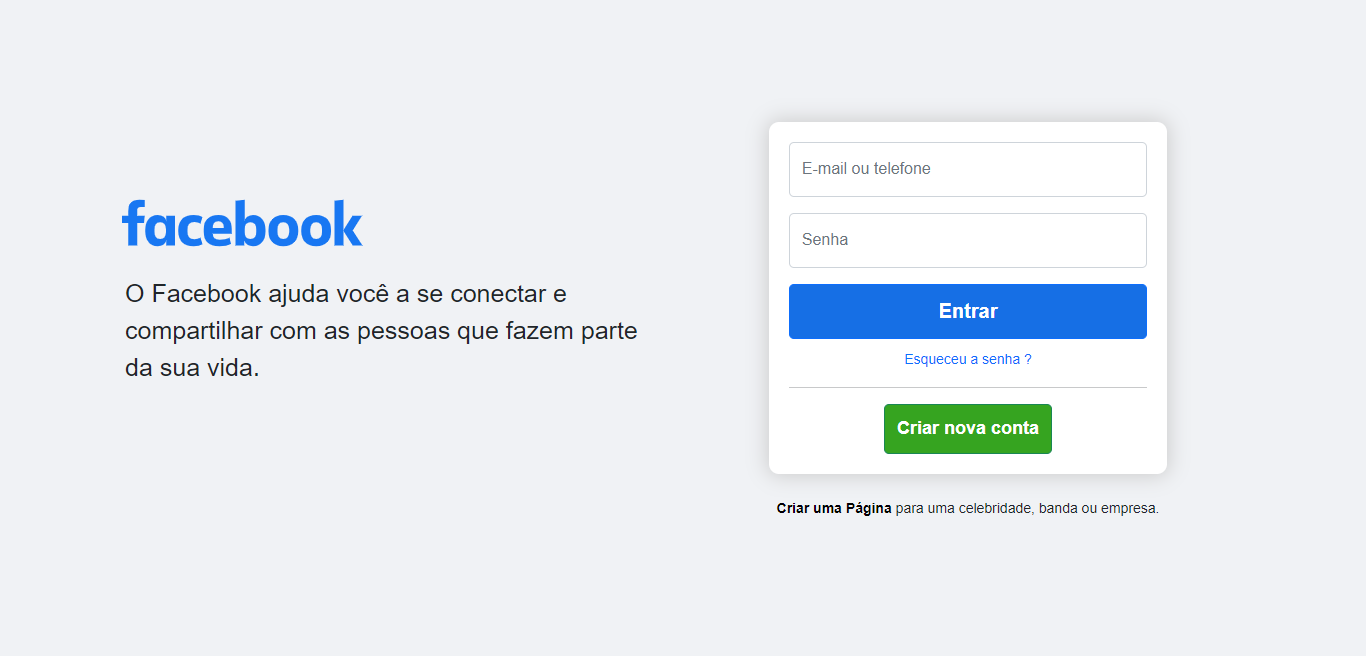 facebook
O Facebook ajuda você a se conectar e
compartilhar com as pessoas que fazem parte
da sua vida.
E-mail ou telefone
Senha
Entrar
Esqueceu a senha ?
Criar nova conta
Criar uma Página para uma celebridade, banda ou empresa.